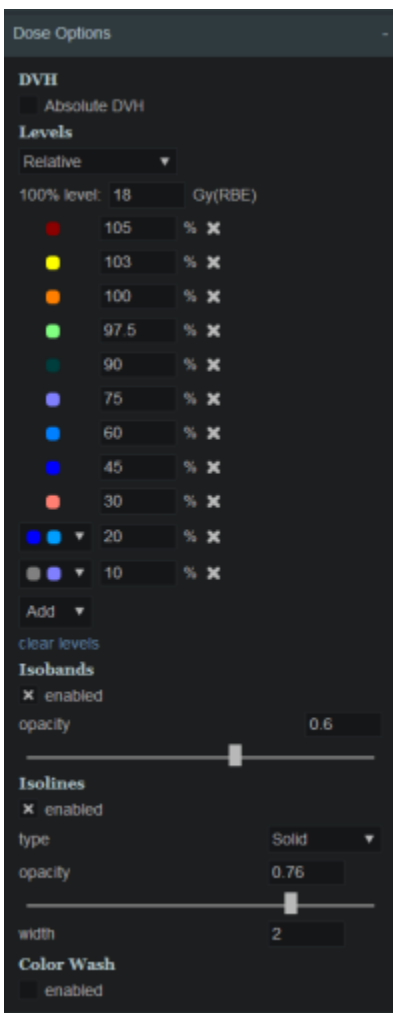 Dose Options -
DVH
Absolute DVH
Levels
Relative
100% level: 18 Gy(RBE)
105 %
103 %
100 %
97.5 %
90 %
75 %
60 %
45 %
30 %
20 %
10 %
Add
clear levels
Isobands
enabled
opacity 0.6
Isolines
enabled
type Solid
opacity 0.76
width 2
Color Wash
enabled